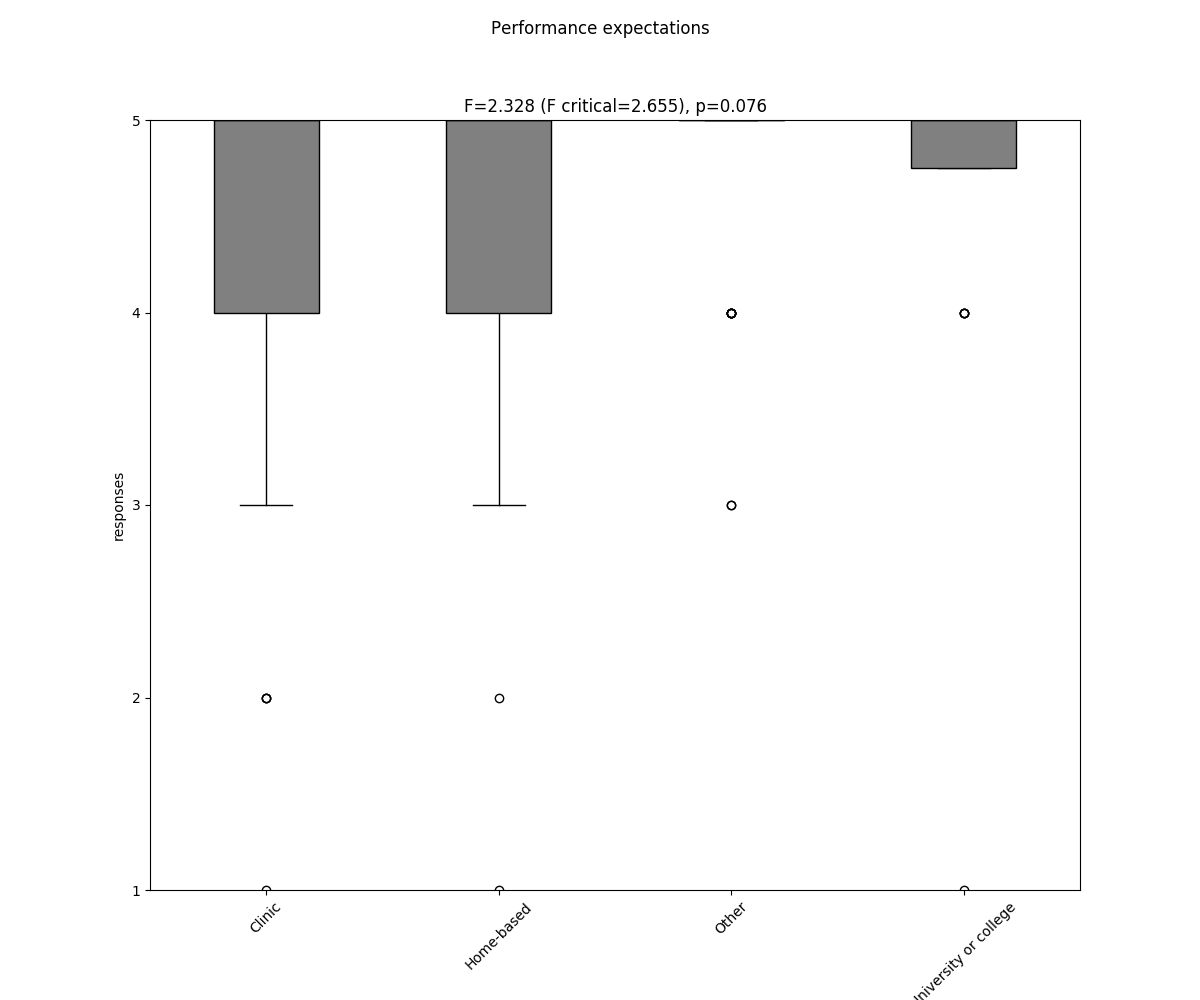 Performance expectations
F=2.328 (F critical=2.655), p=0.076
5
4
3
2
1
responses
Clinic
Home-based
Other
University or college